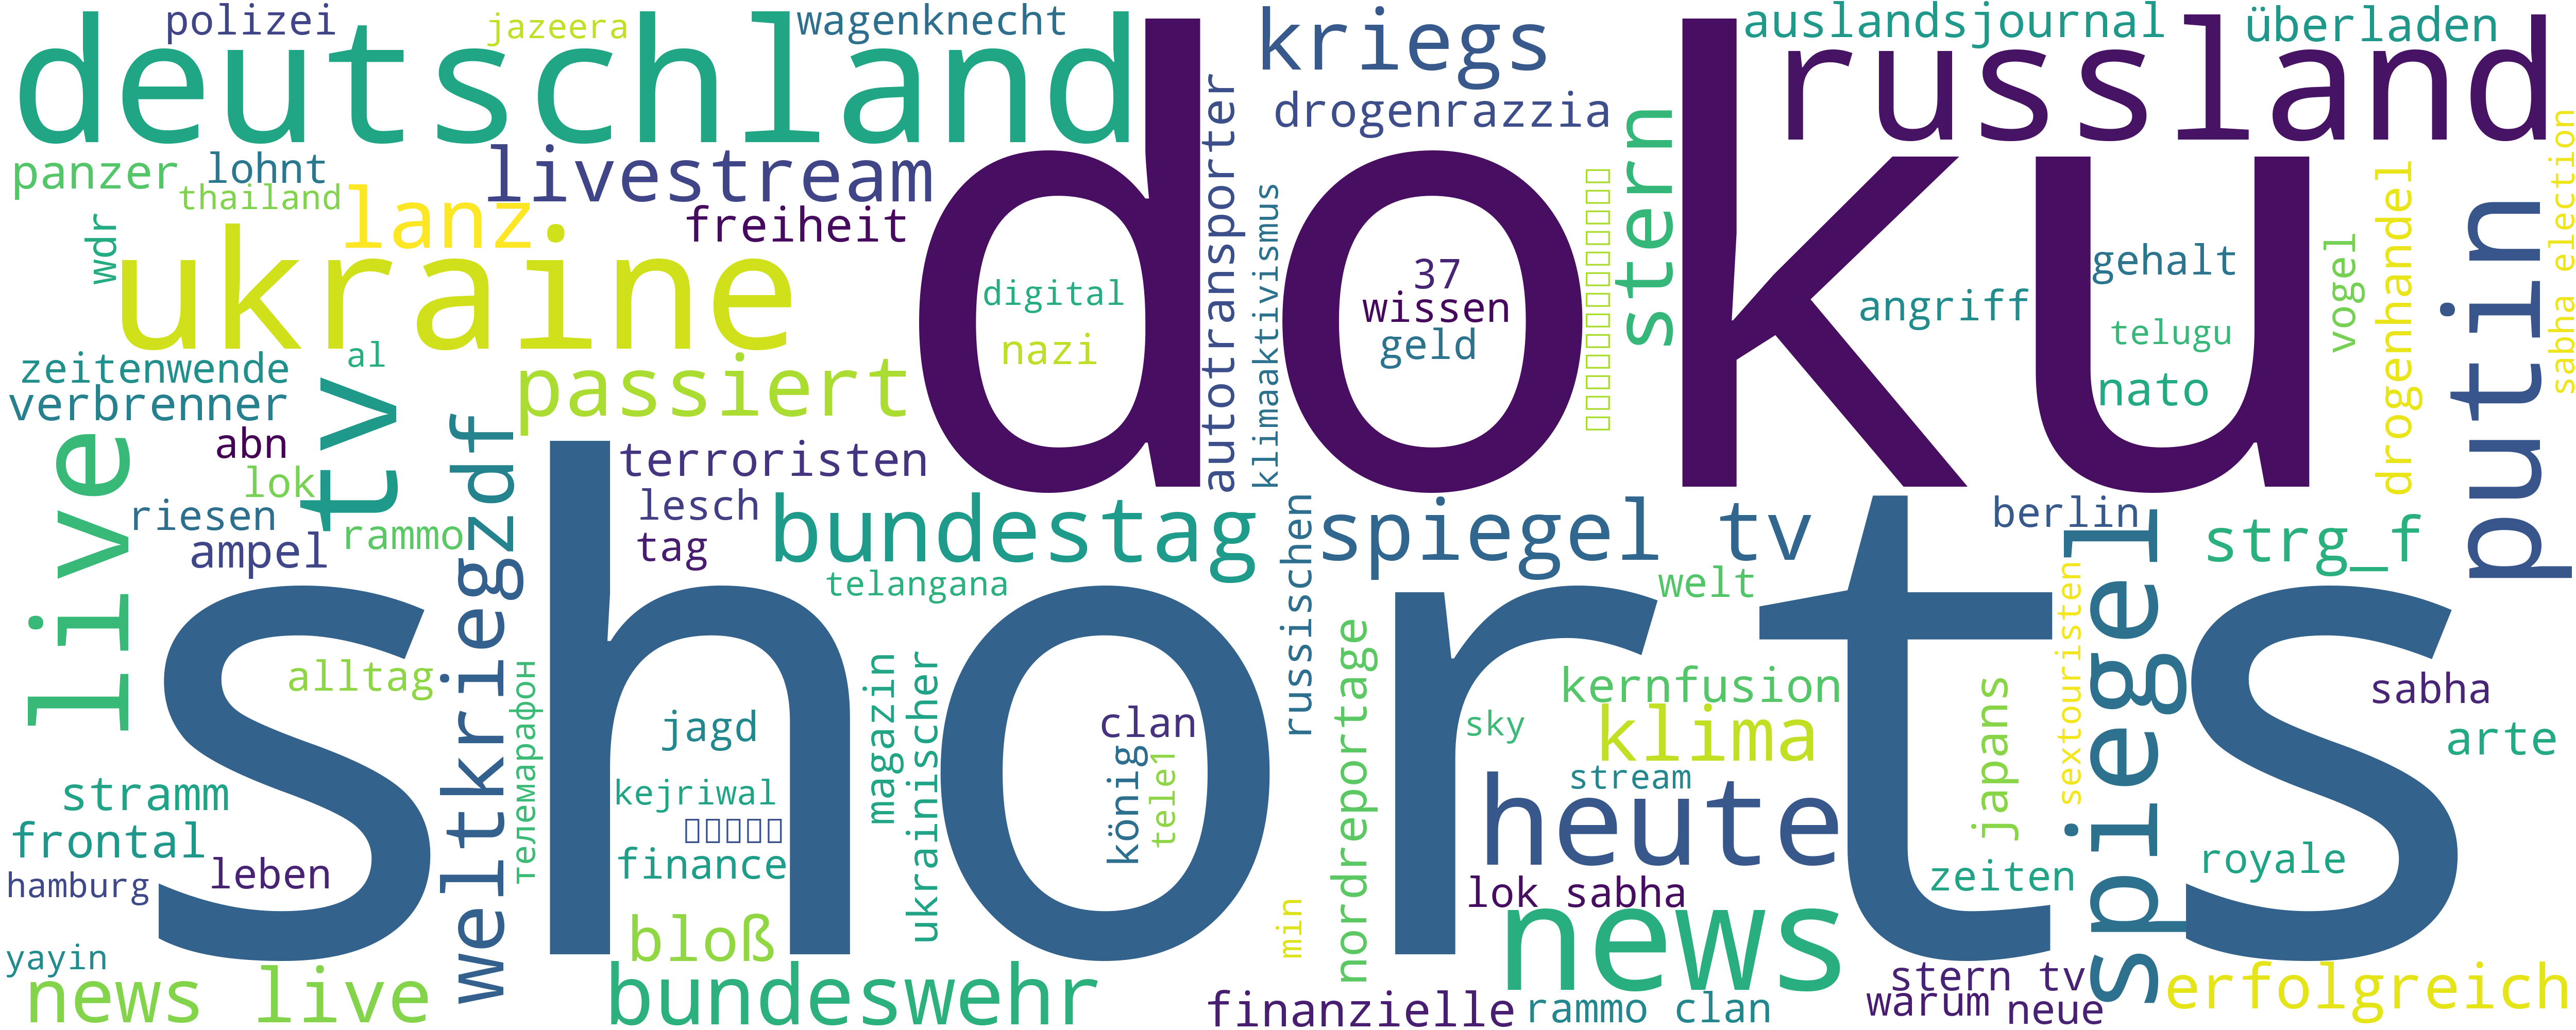 polizei
jazeera
wagenknecht
kriegs
auslandsjournal
überladen
deutschland
doku
russland
drogenrazzia
autotransporter
stern
sabha election
panzer
lohnt
livestream
thailand
lanz
freiheit
wdr
ukraine
klimaaktivismus
drogenhandel
putin
digital
nazi
37
wissen
geld
gehalt
angriff
telugu
nato
vogel
zeitenwende
al
verbrenner
passiert
tv
abn
live
lok
zdf
terroristen
riesen
ampel
rammo
lesch
tag
bundestag
spiegel tv
berlin
strg_f
telangana
russischen
welt
sextouristen
spiegel
shorts
weltkrieg
alltag
телемарафон
jagd
magazin
ukrainischer
clan
könig
tele1
nordreportage
sky
kernfusion
klima
japans
sabha
arte
stramm
kejriwal
stream
heute
frontal
finance
royale
hamburg
leben
zeiten
lok sabha
min
bloß
news
yayin
news live
bundeswehr
finanzielle
rammo clan
stern tv
warum
neue
erfolgreich